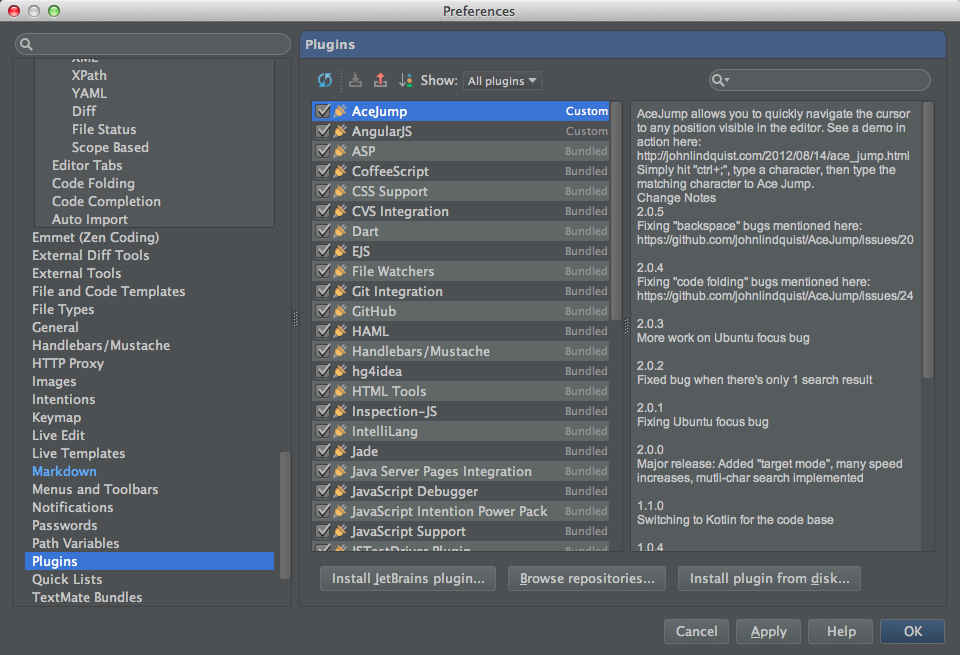 Preferences
XML
XPath
YAML
Diff
File Status
Scope Based
Editor Tabs
Code Folding
Code Completion
Auto Import
Emmet (Zen Coding)
External Diff Tools
External Tools
File and Code Templates
File Types
General
Handlebars/Mustache
HTTP Proxy
Images
Intentions
Keymap
Live Edit
Live Templates
Markdown
Menus and Toolbars
Notifications
Passwords
Path Variables
Plugins
Quick Lists
TextMate Bundles
Plugins
Show: All plugins
AceJump Custom
AngularJS Custom
ASP Bundled
CoffeeScript Bundled
CSS Support Bundled
CVS Integration Bundled
Dart Bundled
EJS Bundled
File Watchers Bundled
Git Integration Bundled
GitHub Bundled
HAML Bundled
Handlebars/Mustache Bundled
hg4idea Bundled
HTML Tools Bundled
Inspection-JS Bundled
IntelliLang Bundled
Jade Bundled
Java Server Pages Integration Bundled
JavaScript Debugger Bundled
JavaScript Intention Power Pack Bundled
JavaScript Support Bundled
JSTestDriver Plugin Bundled
AceJump allows you to quickly navigate the cursor
to any position visible in the editor. See a demo in
action here:
http://johnlindquist.com/2012/08/14/ace_jump.html
Simply hit "ctrl+;", type a character, then type the
matching character to Ace Jump.
Change Notes
2.0.5
Fixing "backspace" bugs mentioned here:
https://github.com/johnlindquist/AceJump/issues/20
2.0.4
Fixing "code folding" bugs mentioned here:
https://github.com/johnlindquist/AceJump/issues/24
2.0.3
More work on Ubuntu focus bug
2.0.2
Fixed bug when there's only 1 search result
2.0.1
Fixing Ubuntu focus bug
2.0.0
Major release: Added "target mode", many speed
increases, mutli-char search implemented
1.1.0
Switching to Kotlin for the code base
1.0.4
Install JetBrains plugin...
Browse repositories...
Install plugin from disk...
Cancel
Apply
Help
OK